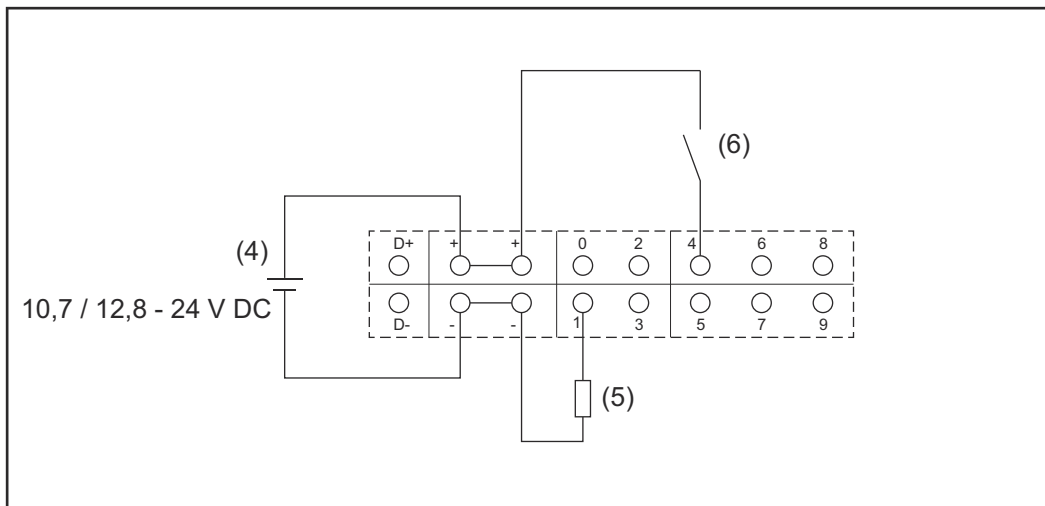 (6)
(4)
D+ + + 0 2 4 6 8
10,7 / 12,8 - 24 V DC
D- - - 1 3 5 7 9
(5)